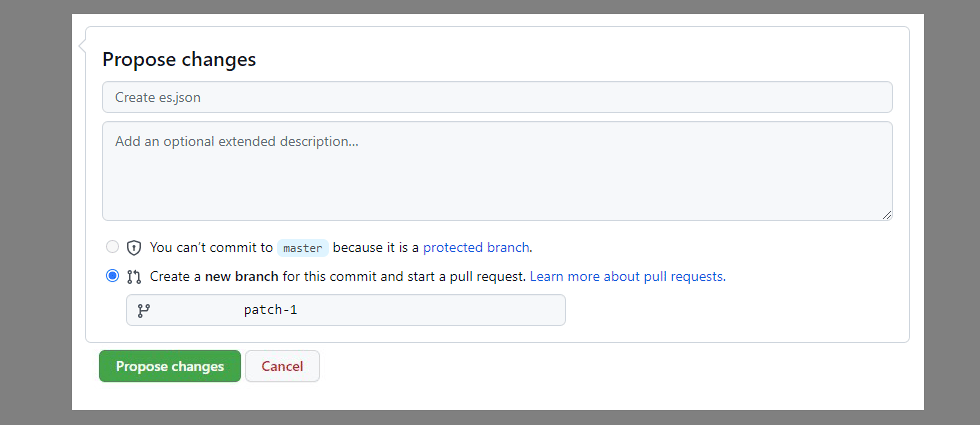 Propose changes
Create es.json
Add an optional extended description...
You can't commit to master because it is a protected branch.
Create a new branch for this commit and start a pull request. Learn more about pull requests.
patch-1
Propose changes Cancel